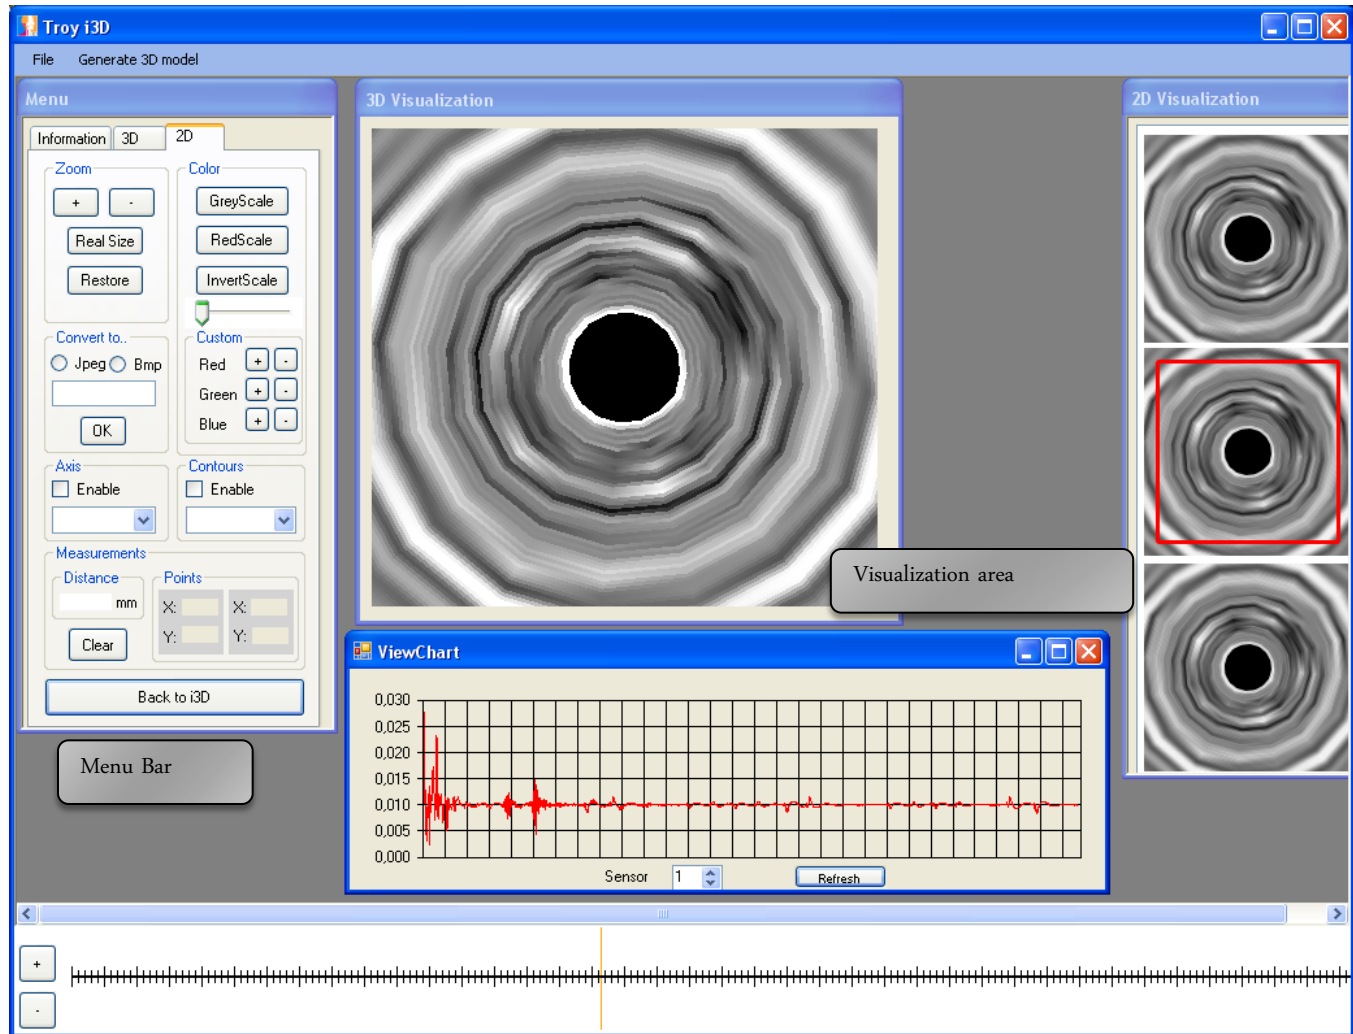 Troy i3D
File Generate 3D model
Menu
Information 3D 2D
Zoom
+ -
Real Size
Restore
Color
GreyScale
RedScale
InvertScale
Convert to..
Jpeg Bmp
OK
Custom
Red + -
Green + -
Blue + -
Axis
Enable
Contours
Enable
Measurements
Distance
mm
Clear
Points
X: X:
Y: Y:
Back to i3D
Menu Bar
3D Visualization
2D Visualization
Visualization area
ViewChart
0,030
0,025
0,020
0,015
0,010
0,005
0,000
Sensor 1 Refresh
+
-